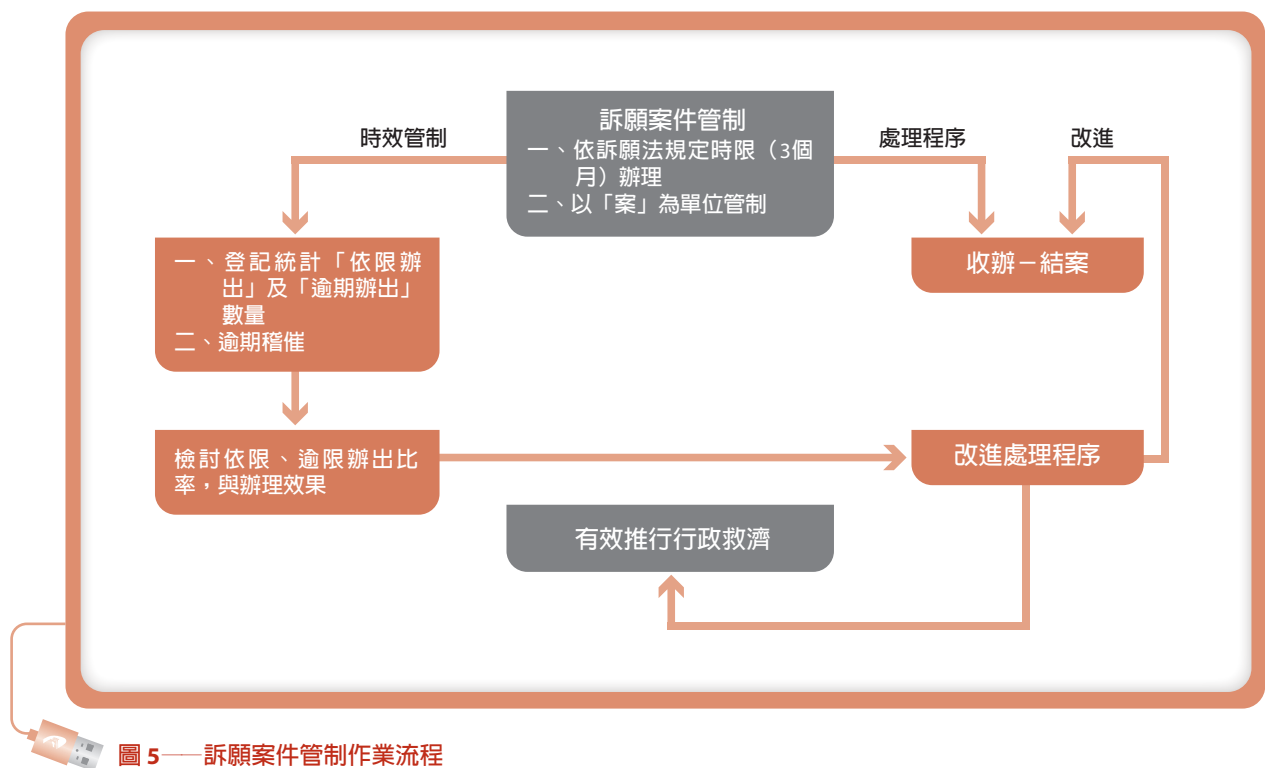 訴願案件管制
一、依訴願法規定時限（3個
月）辦理
二、以「案」為單位管制
時效管制
處理程序
改進
一、登記統計「依限辦
出」及「逾期辦出」
數量
二、逾期稽催
收辦－結案
檢討依限、逾限辦出比
率，與辦理效果
改進處理程序
有效推行行政救濟
圖 5──訴願案件管制作業流程